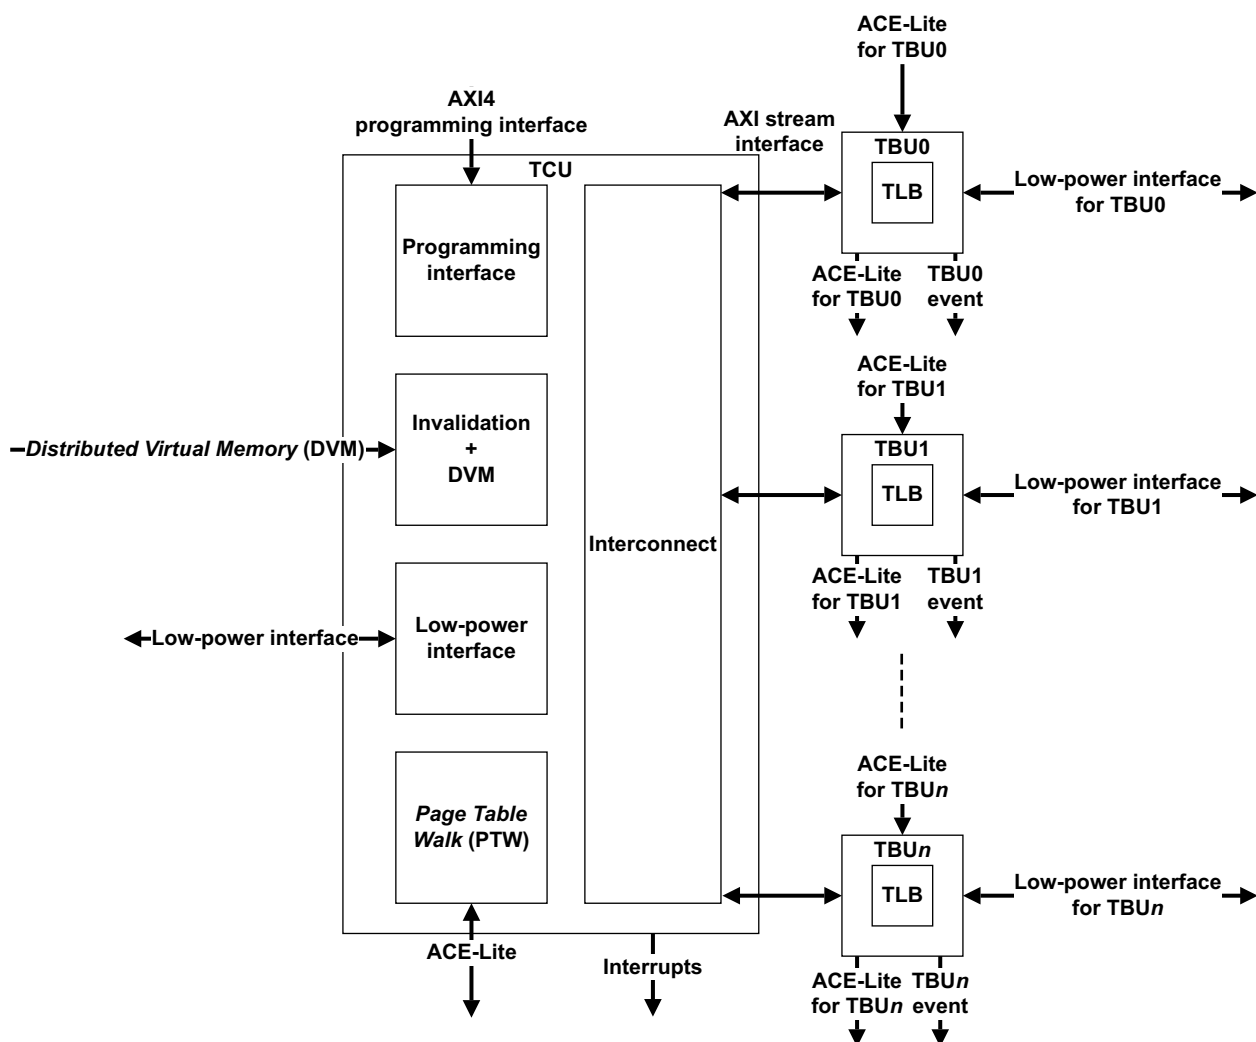 ACE-Lite
for TBU0
AXI4
programming interface
AXI stream
interface
TCU
TBU0
TLB
Low-power interface
for TBU0
Programming
interface
ACE-Lite
for TBU0
TBU0
event
ACE-Lite
for TBU1
Invalidation
+
DVM
Distributed Virtual Memory (DVM)
TBU1
TLB
Low-power interface
for TBU1
Interconnect
ACE-Lite
for TBU1
TBU1
event
Low-power interface
Low-power
interface
ACE-Lite
for TBUn
Page Table
Walk (PTW)
TBUn
TLB
Low-power interface
for TBUn
ACE-Lite
Interrupts
ACE-Lite
for TBUn
TBUn
event